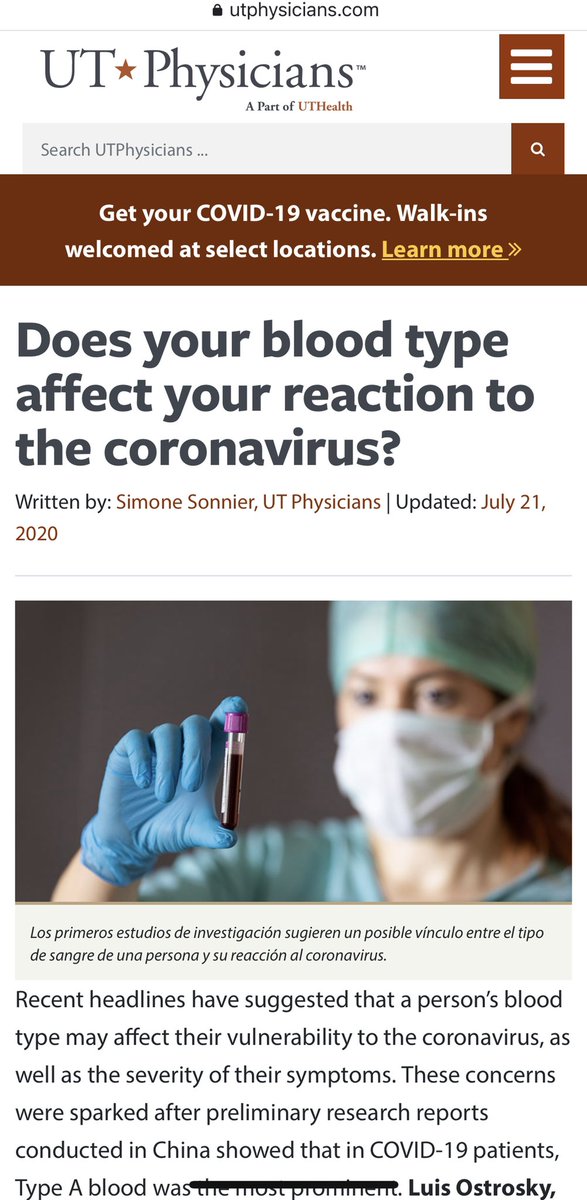 utphysicians.com
UT Physicians™
A Part of UTHealth
Search UTPhysicians ...
Get your COVID-19 vaccine. Walk-ins
welcomed at select locations. Learn more »
Does your blood type
affect your reaction to
the coronavirus?
Written by: Simone Sonnier, UT Physicians | Updated: July 21,
2020
Los primeros estudios de investigación sugieren un posible vínculo entre el tipo
de sangre de una persona y su reacción al coronavirus.
Recent headlines have suggested that a person’s blood
type may affect their vulnerability to the coronavirus, as
well as the severity of their symptoms. These concerns
were sparked after preliminary research reports
conducted in China showed that in COVID-19 patients,
Type A blood was the most prominent. Luis Ostrosky,